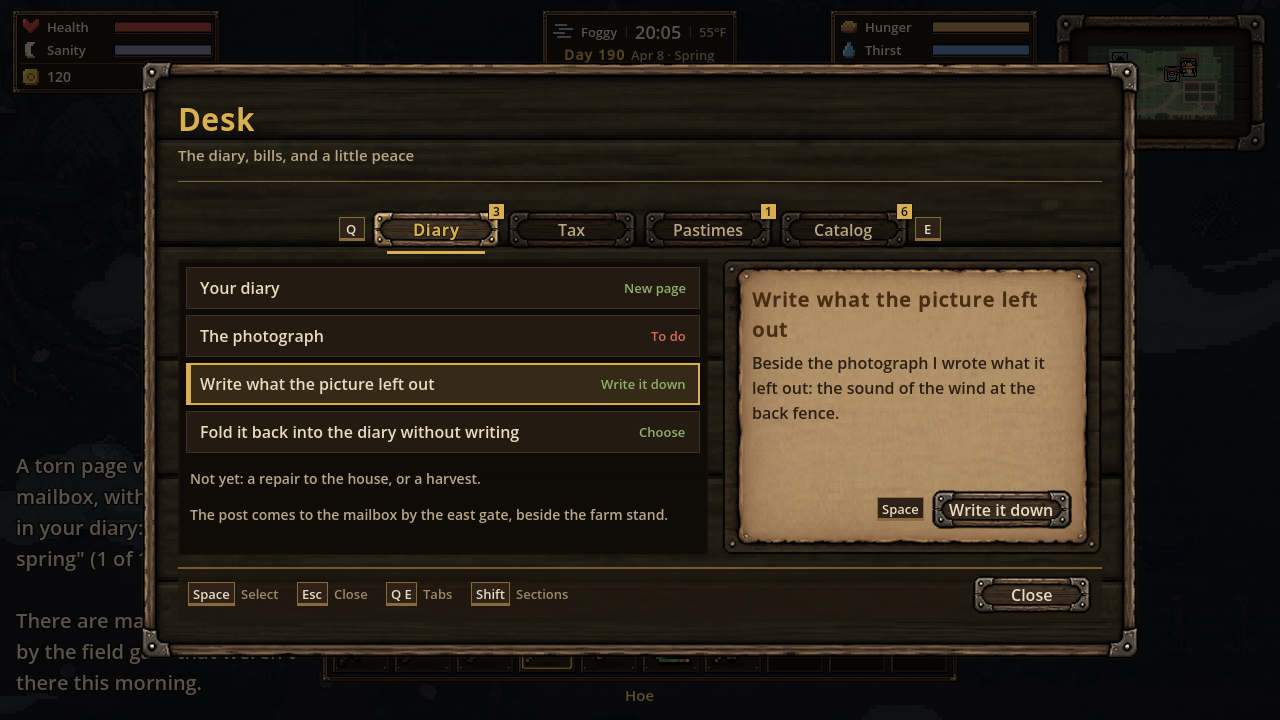 Health
Sanity
120
Foggy 20:05 55°F
Day 190 Apr 8 · Spring
Hunger
Thirst
Desk
The diary, bills, and a little peace
Q
Diary 3
Tax
Pastimes 1
Catalog 6
E
Your diary New page
The photograph To do
Write what the picture left out Write it down
Fold it back into the diary without writing Choose
Not yet: a repair to the house, or a harvest.
The post comes to the mailbox by the east gate, beside the farm stand.
Write what the picture left
out
Beside the photograph I wrote what it
left out: the sound of the wind at the
back fence.
Space Write it down
Space Select Esc Close Q E Tabs Shift Sections
Close
A torn page
mailbox, with
in your diary:
spring" (1 of
There are
by the field
there this morning.
Hoe